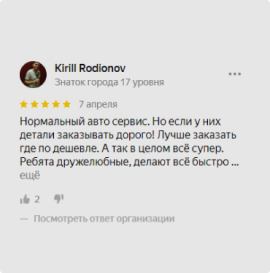 Kirill Rodionov
Знаток города 17 уровня
7 апреля
Нормальный авто сервис. Но если у них
детали заказывать дорого! Лучше заказать
где по дешевле. А так в целом всё супер.
Ребята дружелюбные, делают всё быстро ...
ещё
2
— Посмотреть ответ организации